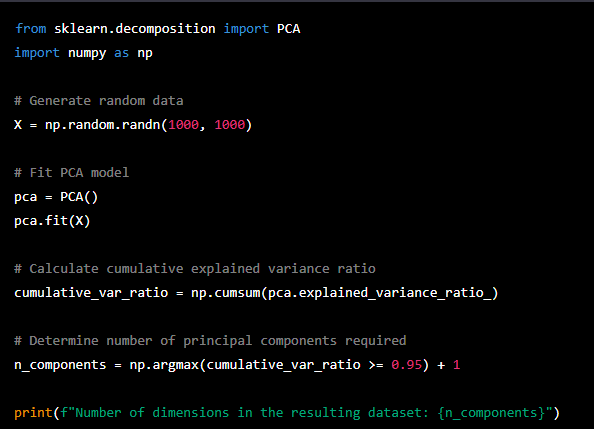 from sklearn.decomposition import PCA
import numpy as np
# Generate random data
X = np.random.randn(1000, 1000)
# Fit PCA model
pca = PCA()
pca.fit(X)
# Calculate cumulative explained variance ratio
cumulative_var_ratio = np.cumsum(pca.explained_variance_ratio_)
# Determine number of principal components required
n_components = np.argmax(cumulative_var_ratio >= 0.95) + 1
print(f"Number of dimensions in the resulting dataset: {n_components}")